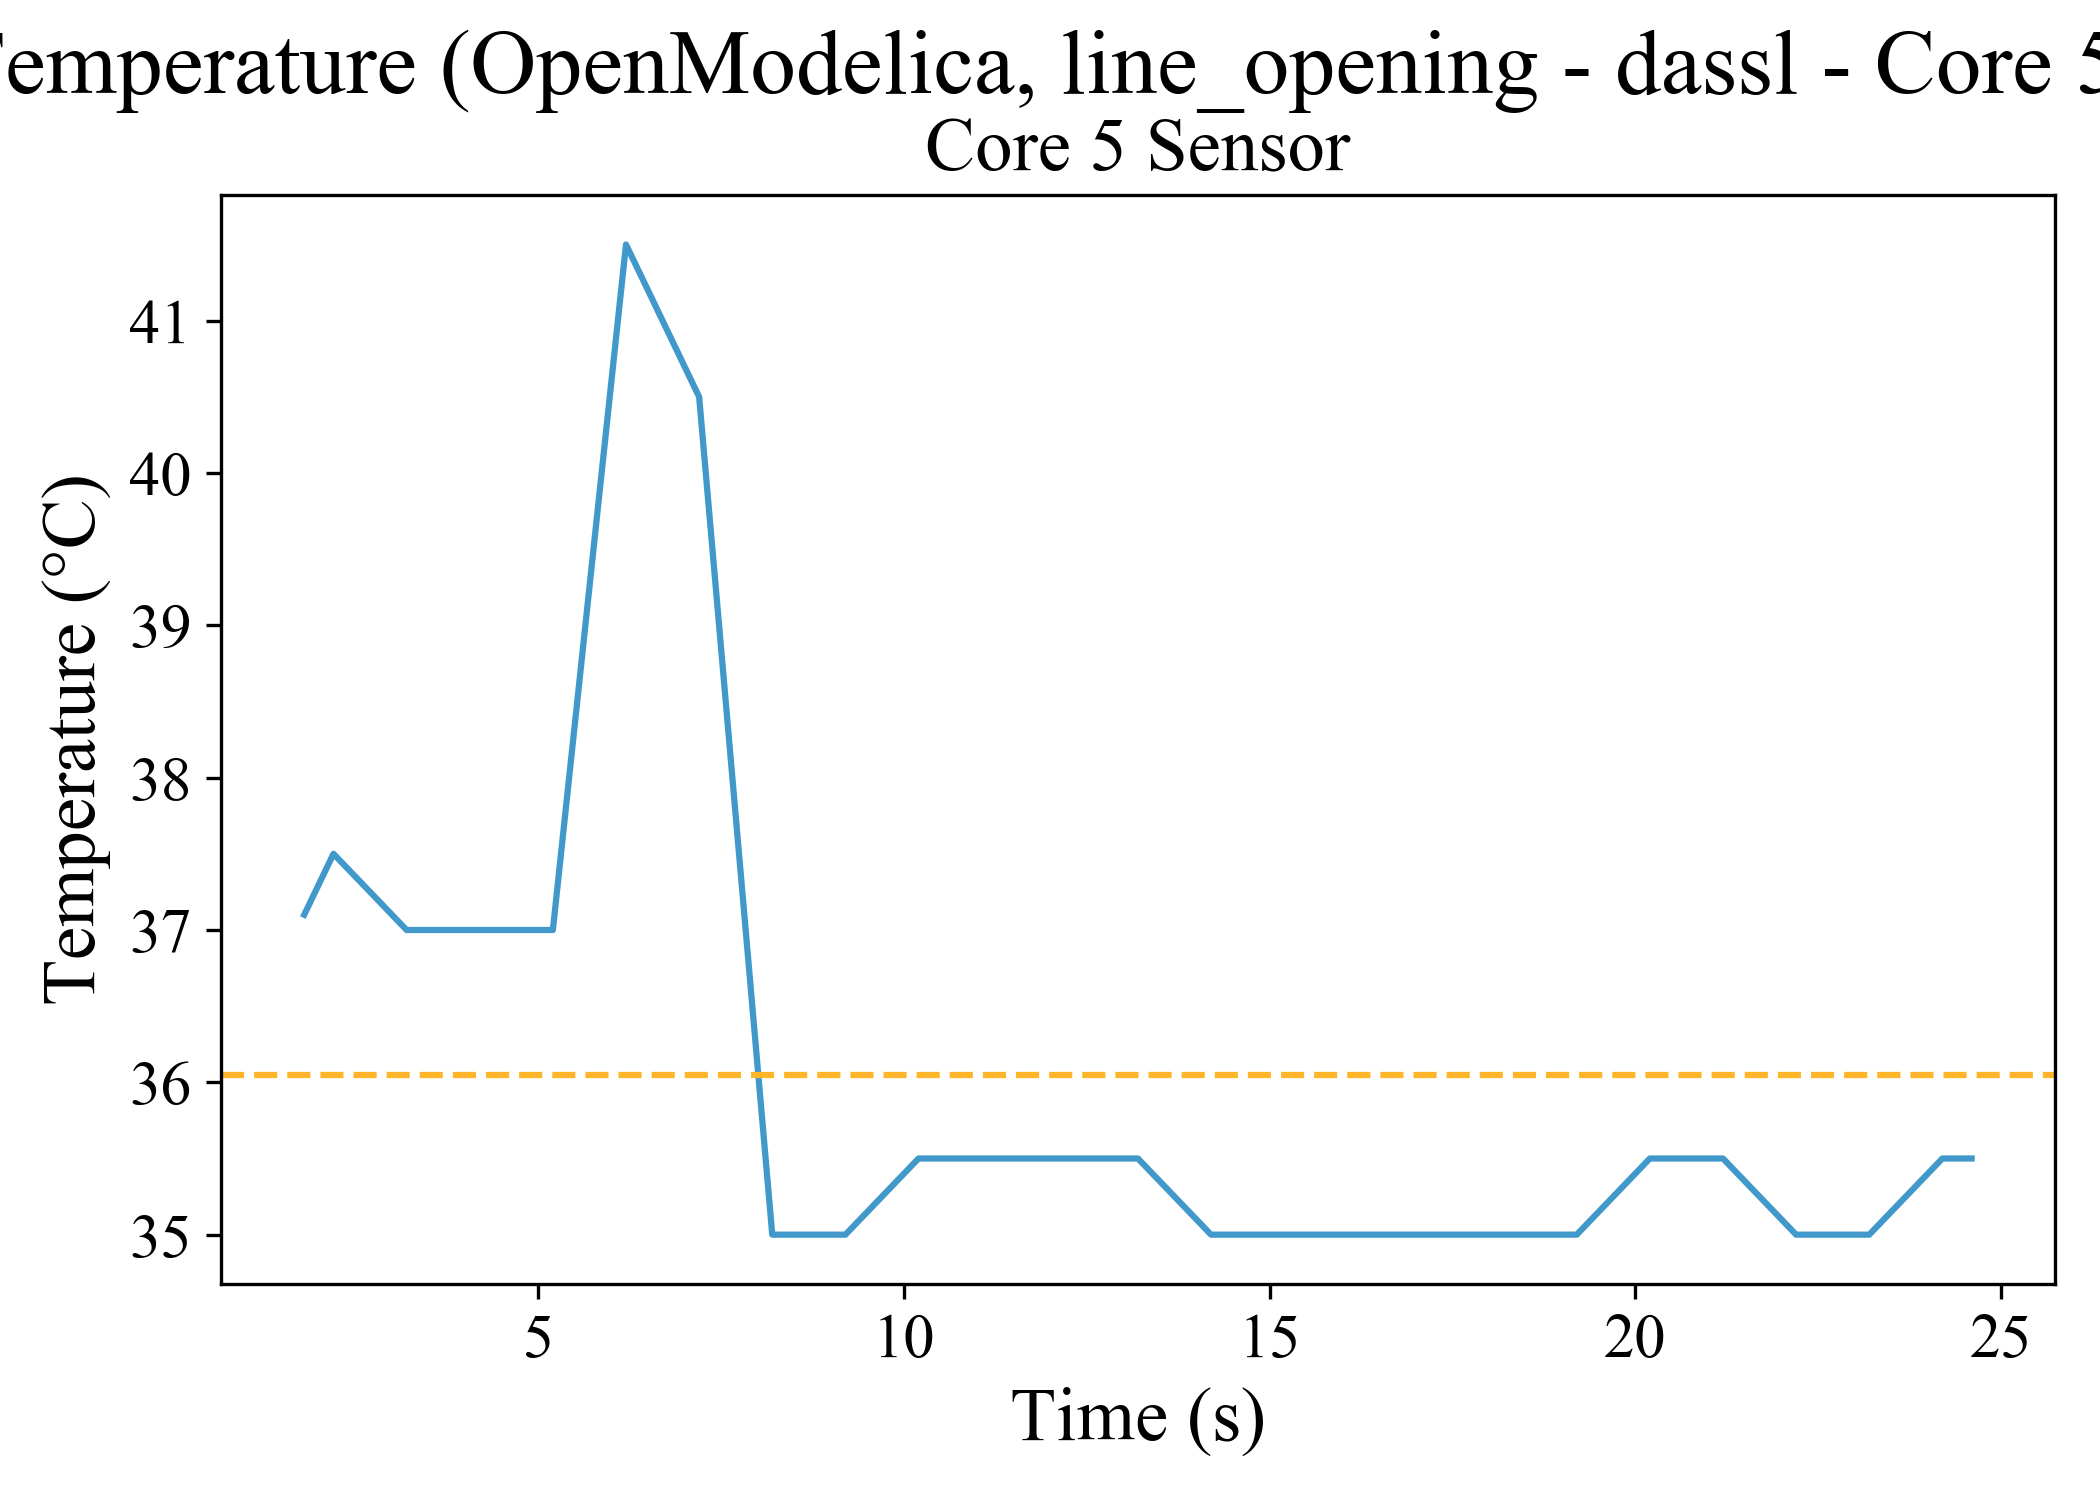 emperature (OpenModelica, line_opening - dassl - Core 5
Core 5 Sensor
Temperature (°C)
41
40
39
38
37
36
35
5 10 15 20 25
Time (s)